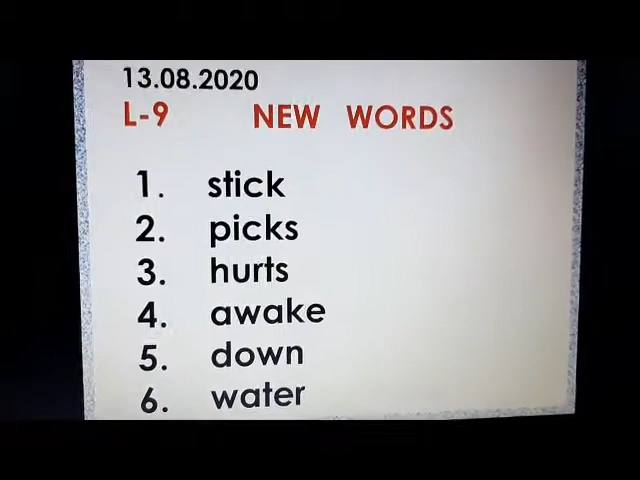 13.08.2020
L-9 NEW WORDS
1. stick
2. picks
3. hurts
4. awake
5. down
6. water